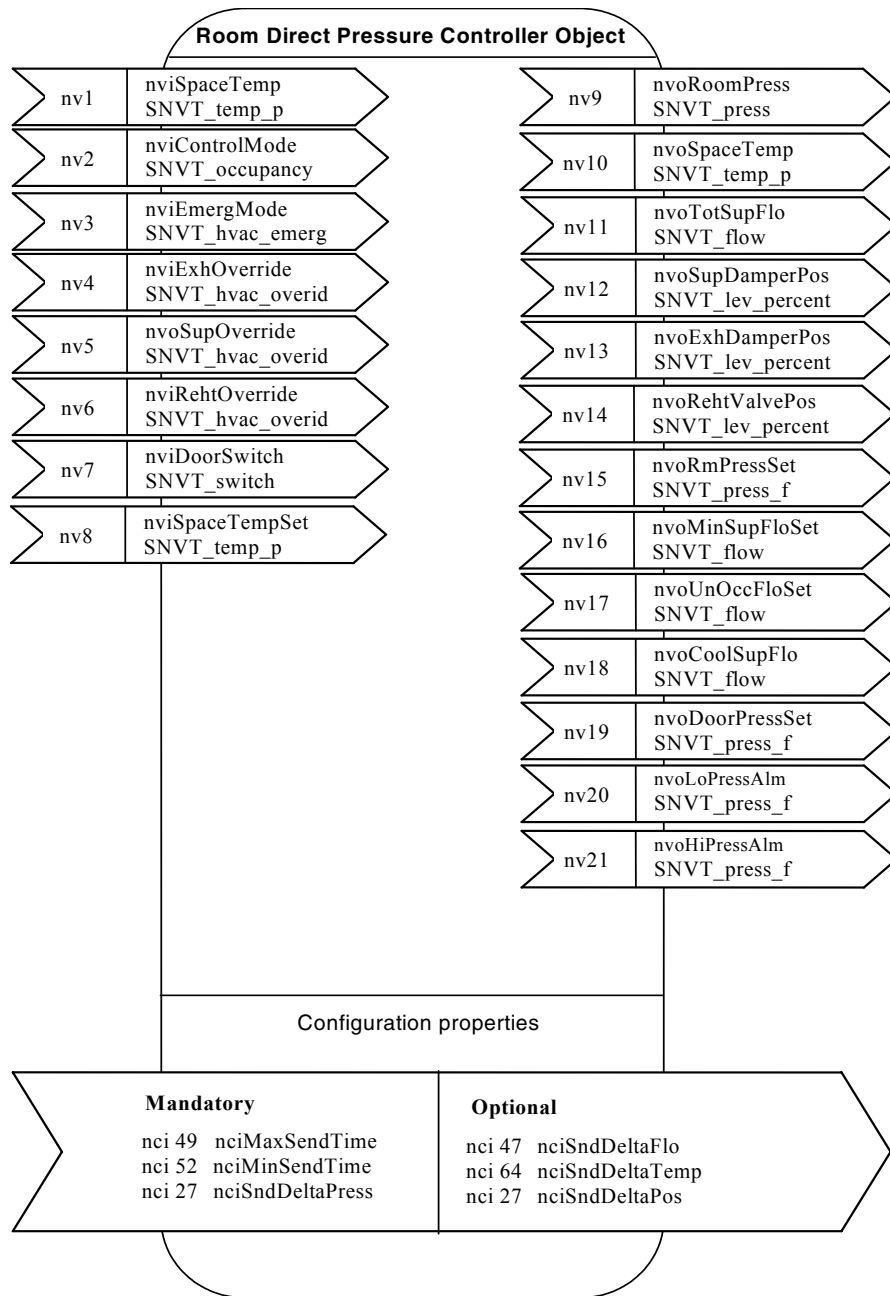 Room Direct Pressure Controller Object
nv1
nviSpaceTemp
SNVT_temp_p
nv2
nviControlMode
SNVT_occupancy
nv3
nviEmergMode
SNVT_hvac_emerg
nv4
nviExhOverride
SNVT_hvac_overid
nv5
nvoSupOverride
SNVT_hvac_overid
nv6
nviRehtOverride
SNVT_hvac_overid
nv7
nviDoorSwitch
SNVT_switch
nv8
nviSpaceTempSet
SNVT_temp_p
nv9
nvoRoomPress
SNVT_press
nv10
nvoSpaceTemp
SNVT_temp_p
nv11
nvoTotSupFlo
SNVT_flow
nv12
nvoSupDamperPos
SNVT_lev_percent
nv13
nvoExhDamperPos
SNVT_lev_percent
nv14
nvoRehtValvePos
SNVT_lev_percent
nv15
nvoRmPressSet
SNVT_press_f
nv16
nvoMinSupFloSet
SNVT_flow
nv17
nvoUnOccFloSet
SNVT_flow
nv18
nvoCoolSupFlo
SNVT_flow
nv19
nvoDoorPressSet
SNVT_press_f
nv20
nvoLoPressAlm
SNVT_press_f
nv21
nvoHiPressAlm
SNVT_press_f
Configuration properties
Mandatory
nci 49 nciMaxSendTime
nci 52 nciMinSendTime
nci 27 nciSndDeltaPress
Optional
nci 47 nciSndDeltaFlo
nci 64 nciSndDeltaTemp
nci 27 nciSndDeltaPos